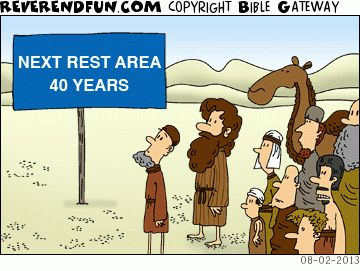 REVERENDFUN.COM COPYRIGHT BIBLE GATEWAY
NEXT REST AREA
40 YEARS
08-02-2013